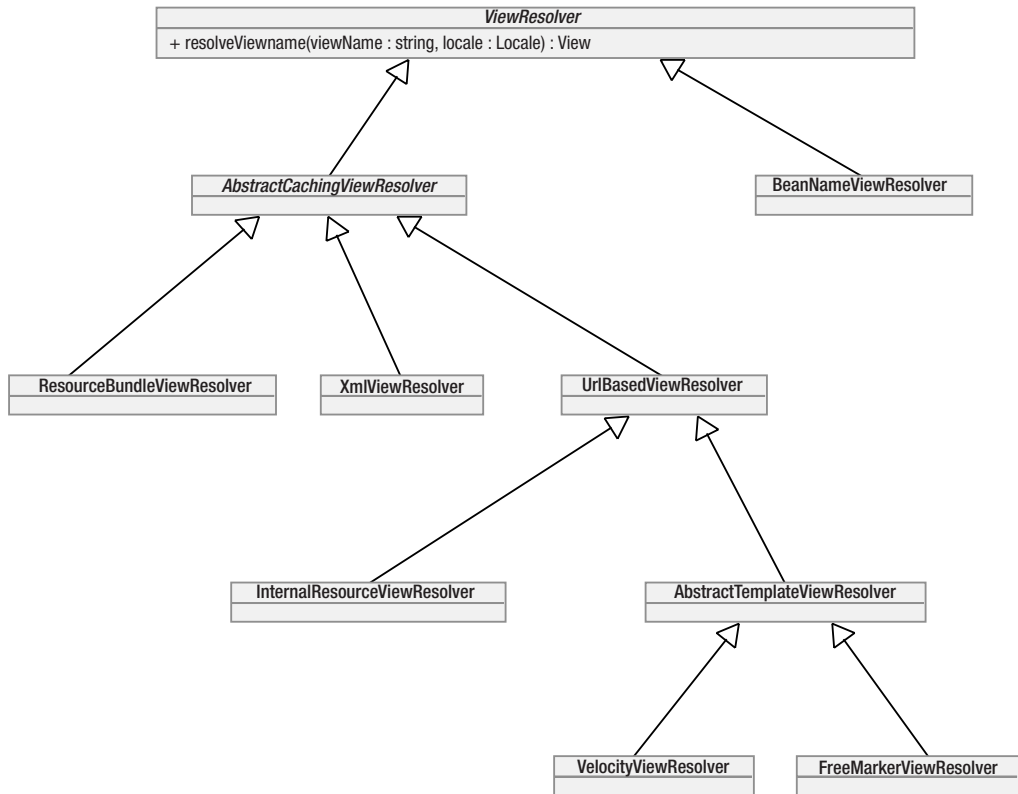 ViewResolver
+ resolveViewname(viewName : string, locale : Locale) : View
AbstractCachingViewResolver
BeanNameViewResolver
ResourceBundleViewResolver
XmlViewResolver
UrlBasedViewResolver
InternalResourceViewResolver
AbstractTemplateViewResolver
VelocityViewResolver
FreeMarkerViewResolver